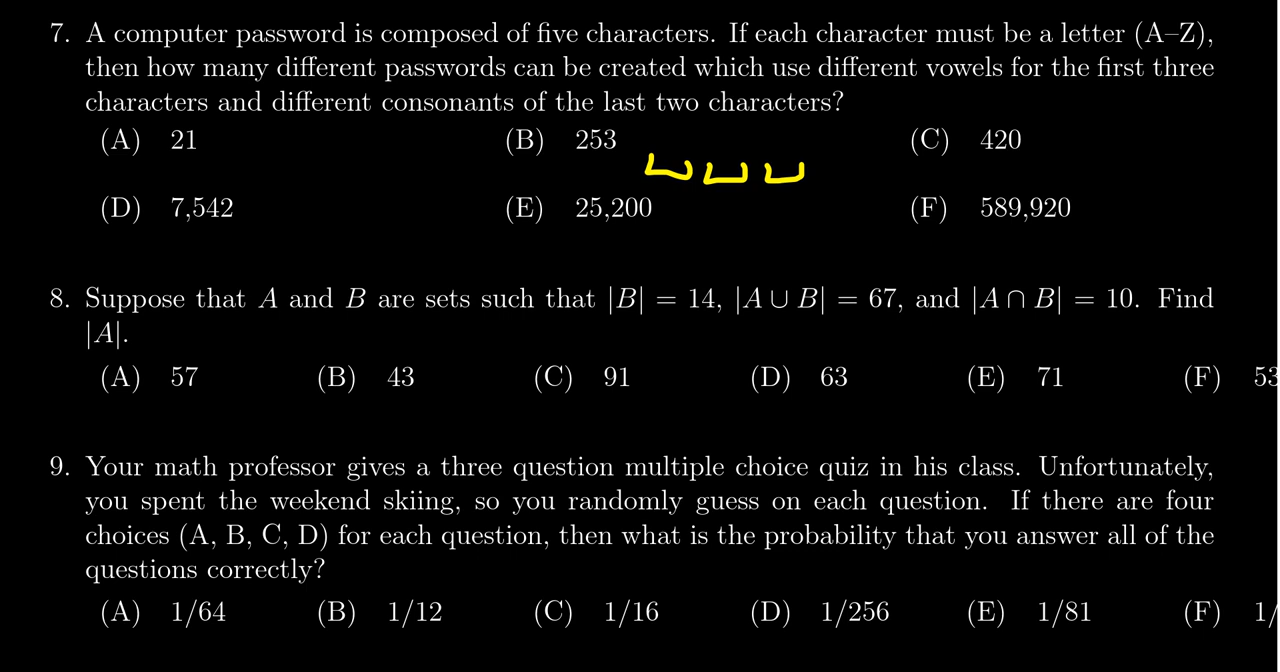 7. A computer password is composed of five characters. If each character must be a letter (A–Z),
then how many different passwords can be created which use different vowels for the first three
characters and different consonants of the last two characters?
(A) 21 (B) 253 (C) 420
(D) 7,542 (E) 25,200 (F) 589,920
8. Suppose that A and B are sets such that |B| = 14, |A ∪ B| = 67, and |A ∩ B| = 10. Find
|A|.
(A) 57 (B) 43 (C) 91 (D) 63 (E) 71 (F) 53
9. Your math professor gives a three question multiple choice quiz in his class. Unfortunately,
you spent the weekend skiing, so you randomly guess on each question. If there are four
choices (A, B, C, D) for each question, then what is the probability that you answer all of the
questions correctly?
(A) 1/64 (B) 1/12 (C) 1/16 (D) 1/256 (E) 1/81 (F) 1/